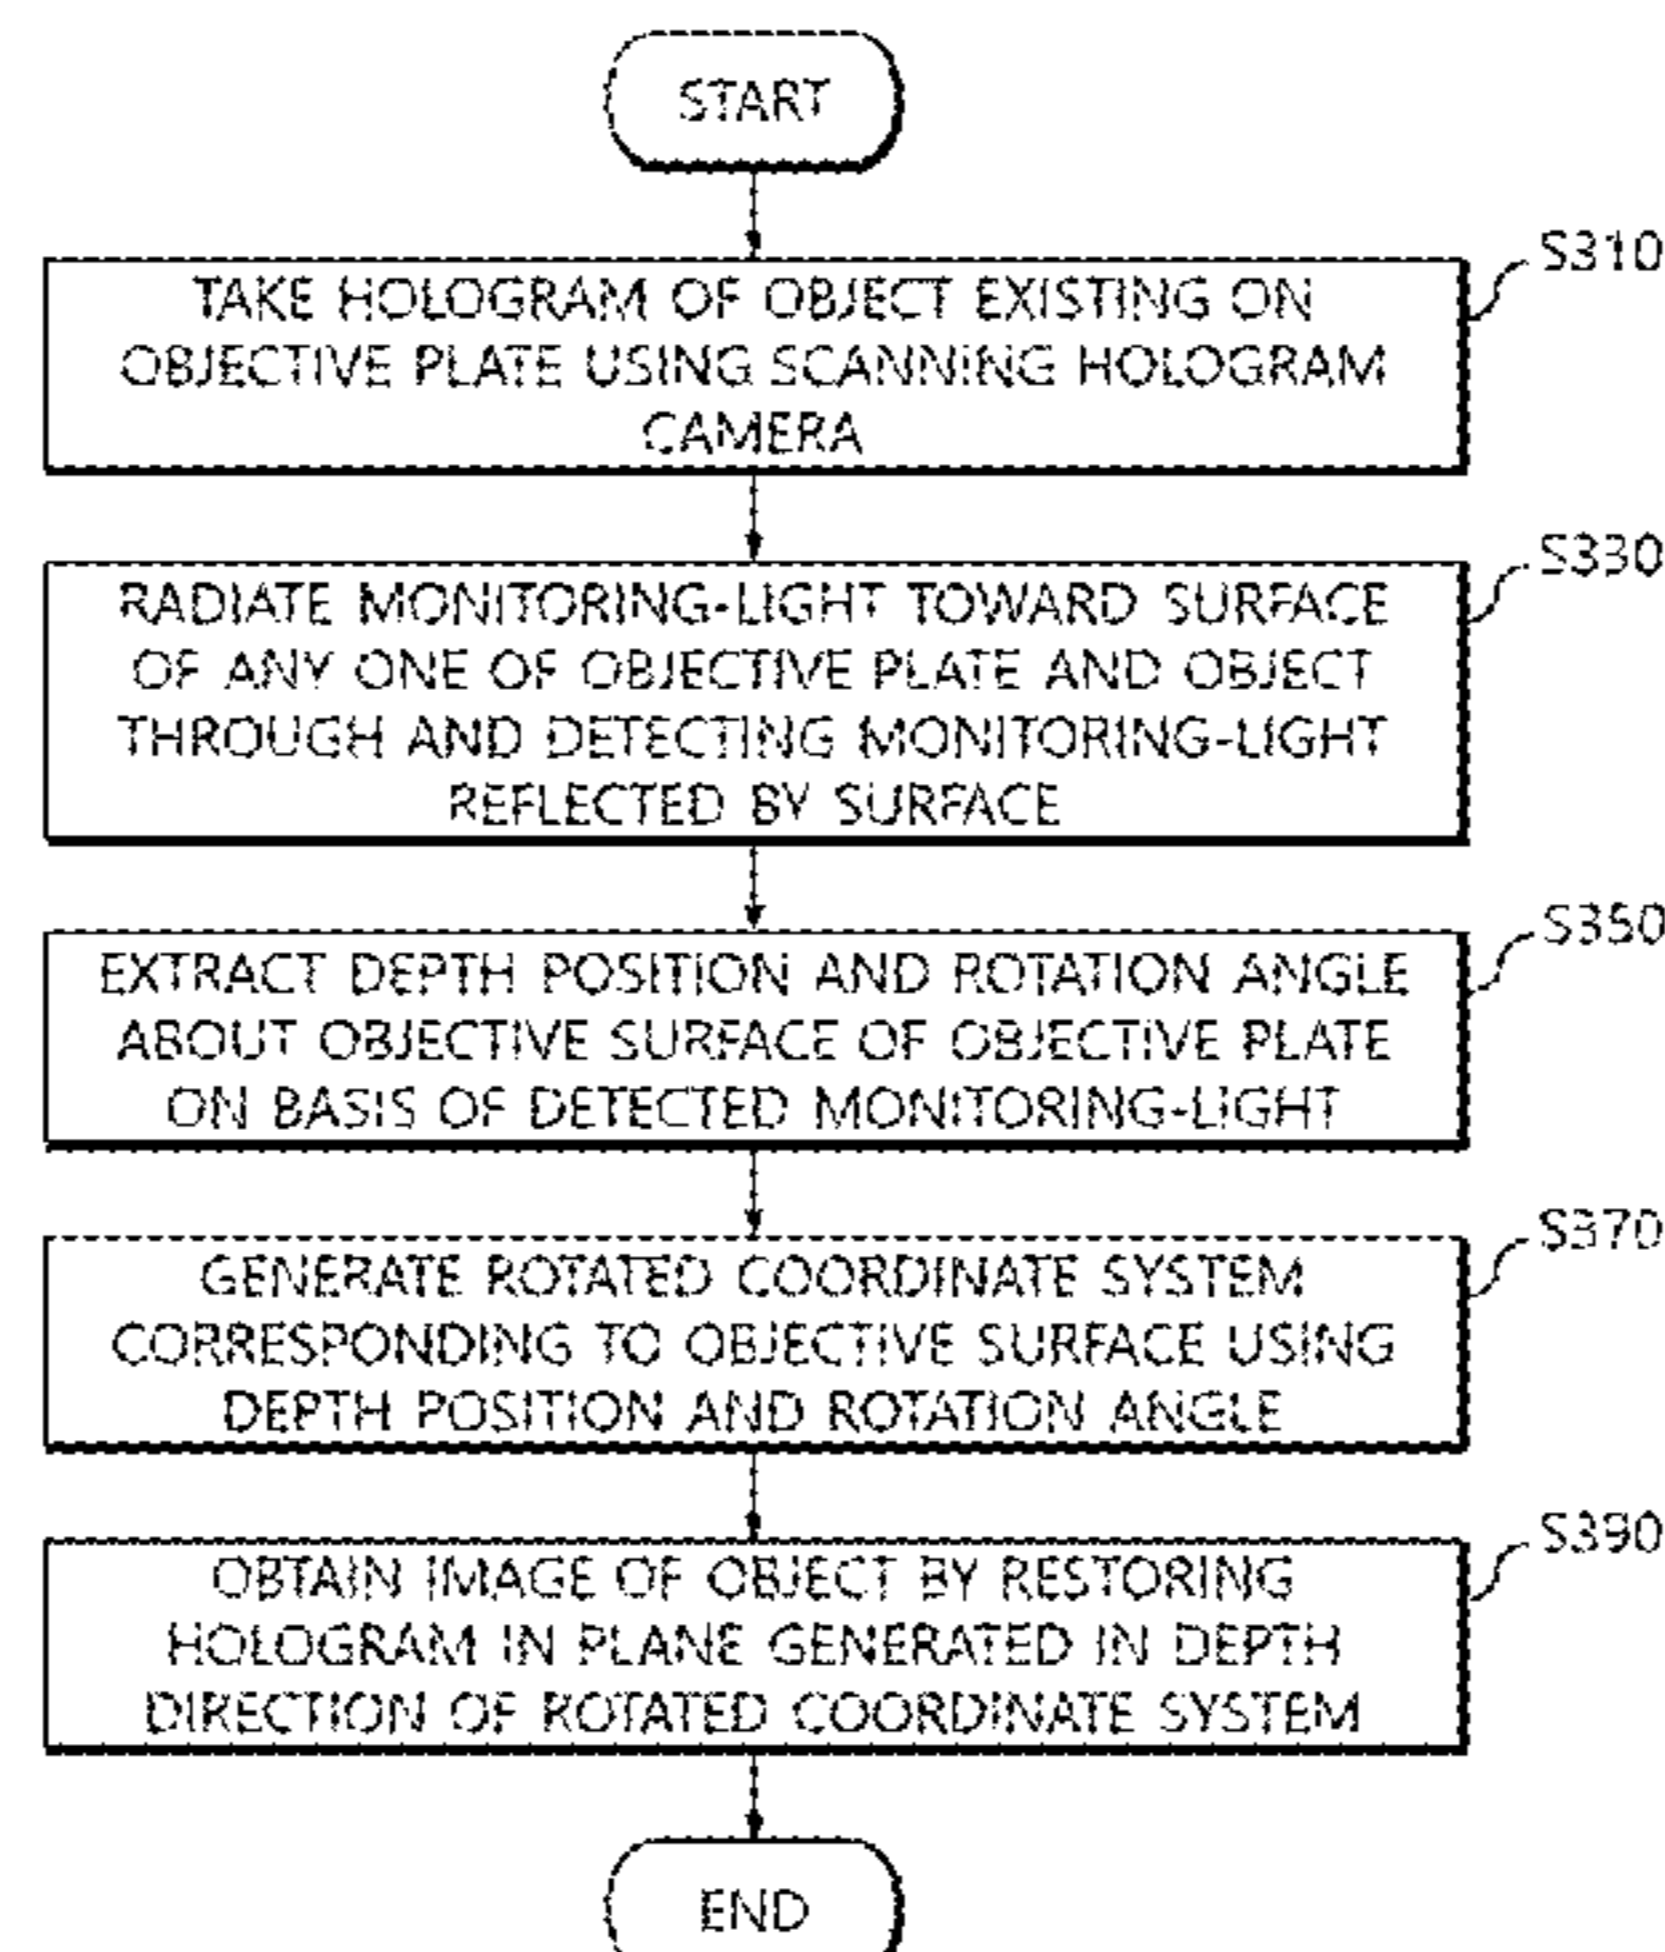 START
S310
TAKE HOLOGRAM OF OBJECT EXISTING ON
OBJECTIVE PLATE USING SCANNING HOLOGRAM
CAMERA
S330
RADIATE MONITORING-LIGHT TOWARD SURFACE
OF ANY ONE OF OBJECTIVE PLATE AND OBJECT
THROUGH AND DETECTING MONITORING-LIGHT
REFLECTED BY SURFACE
S350
EXTRACT DEPTH POSITION AND ROTATION ANGLE
ABOUT OBJECTIVE SURFACE OF OBJECTIVE PLATE
ON BASIS OF DETECTED MONITORING-LIGHT
S370
GENERATE ROTATED COORDINATE SYSTEM
CORRESPONDING TO OBJECTIVE SURFACE USING
DEPTH POSITION AND ROTATION ANGLE
S390
OBTAIN IMAGE OF OBJECT BY RESTORING
HOLOGRAM IN PLANE GENERATED IN DEPTH
DIRECTION OF ROTATED COORDINATE SYSTEM
END